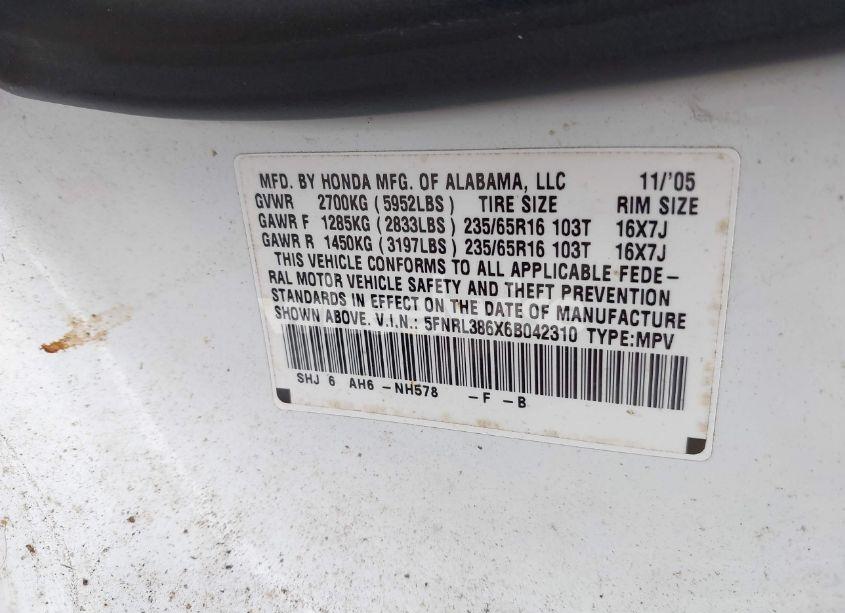 MFD. BY HONDA MFG. OF ALABAMA, LLC 11/'05
GVWR 2700KG (5952LBS) TIRE SIZE RIM SIZE
GAWR F 1285KG (2833LBS) 235/65R16 103T 16X7J
GAWR R 1450KG (3197LBS) 235/65R16 103T 16X7J
THIS VEHICLE CONFORMS TO ALL APPLICABLE FEDE-
RAL MOTOR VEHICLE SAFETY AND THEFT PREVENTION
STANDARDS IN EFFECT ON THE DATE OF MANUFACTURE
SHOWN ABOVE. V.I.N.: 5FNRL386X6B042310 TYPE:MPV
SHJ 6 AH6 -NH578 -F -B